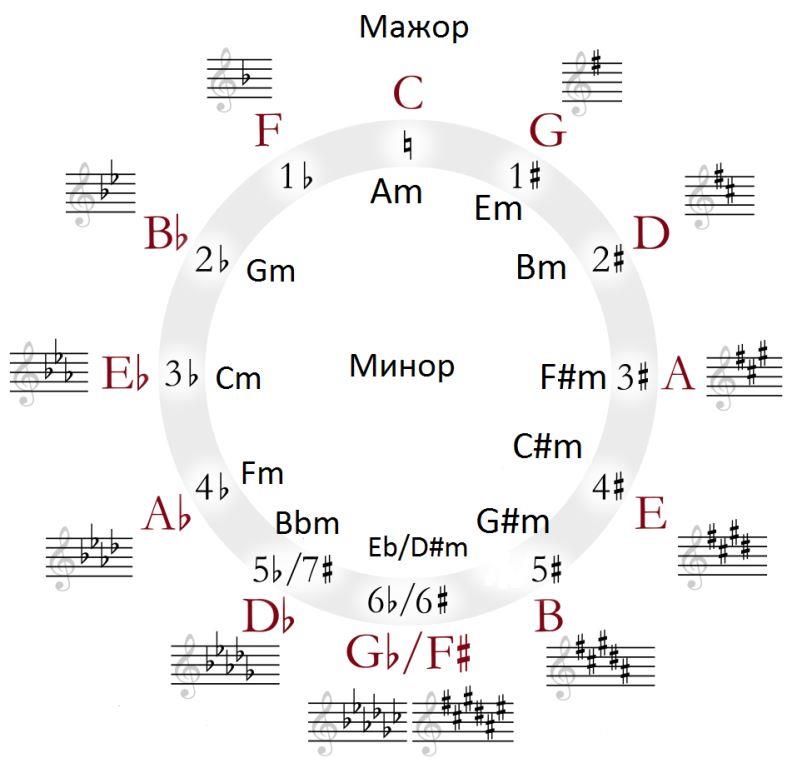 Мажор
C
G
F
♮
1♭
1♯
Am
Em
B♭
D
2♭
Gm
Bm
2♯
Минор
E♭
3♭
Cm
F#m
3♯
A
C#m
4♭
Fm
4♯
A♭
Bbm
G#m
E
Eb/D#m
5♭/7♯
5♯
6♭/6♯
D♭
B
G♭/F♯